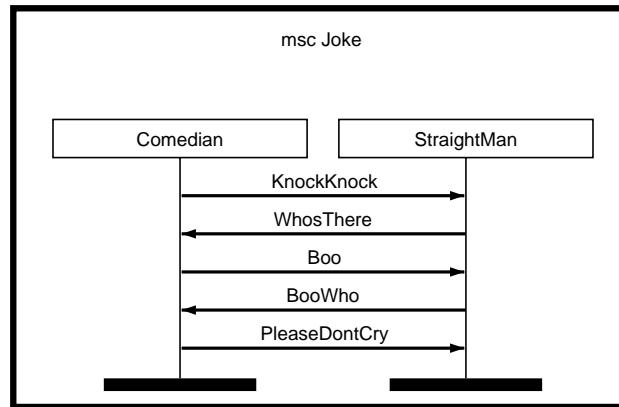 msc Joke
Comedian StraightMan
KnockKnock
WhosThere
Boo
BooWho
PleaseDontCry